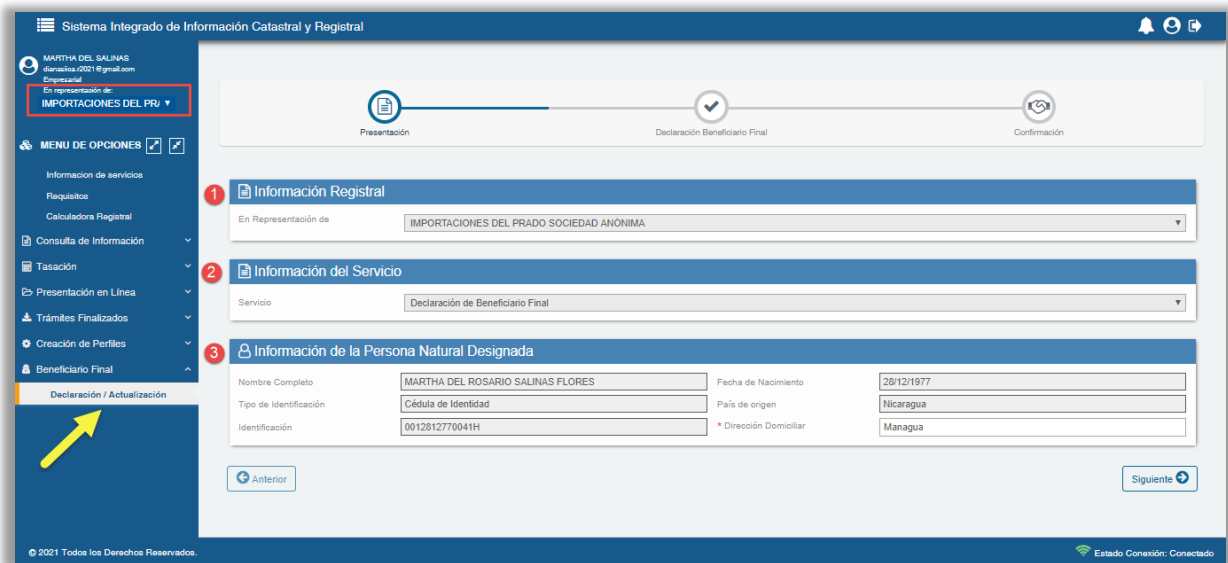 Sistema Integrado de Información Catastral y Registral
MARTHA DEL SALINAS
dianasiioa.r2021@gmail.com
Empresarial
En representación de:
IMPORTACIONES DEL PR/
MENU DE OPCIONES
Informacion de servicios
Requisitos
Calculadora Registral
Consulta de Información
Tasación
Presentación en Línea
Trámites Finalizados
Creación de Perfiles
Beneficiario Final
Declaración / Actualización
Presentación
Declaración Beneficiario Final
Confirmación
1 Información Registral
En Representación de IMPORTACIONES DEL PRADO SOCIEDAD ANÓNIMA
2 Información del Servicio
Servicio Declaración de Beneficiario Final
3 Información de la Persona Natural Designada
Nombre Completo MARTHA DEL ROSARIO SALINAS FLORES Fecha de Nacimiento 28/12/1977
Tipo de Identificación Cédula de Identidad País de origen Nicaragua
Identificación 0012812770041H * Dirección Domiciliar Managua
Anterior Siguiente
© 2021 Todos los Derechos Reservados. Estado Conexión: Conectado